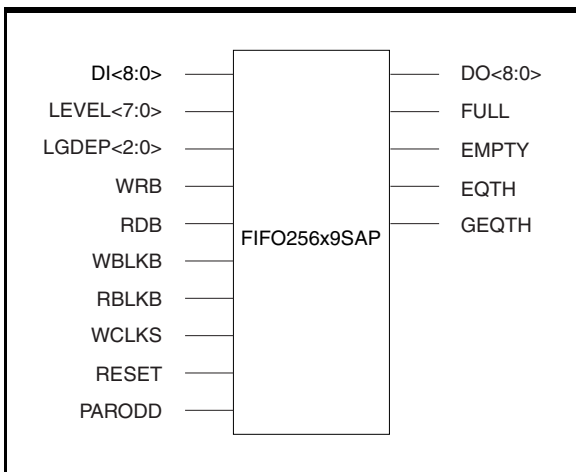 DI<8:0>
LEVEL<7:0>
LGDEP<2:0>
WRB
RDB
WBLKB
RBLKB
WCLKS
RESET
PARODD
FIFO256x9SAP
DO<8:0>
FULL
EMPTY
EQTH
GEQTH